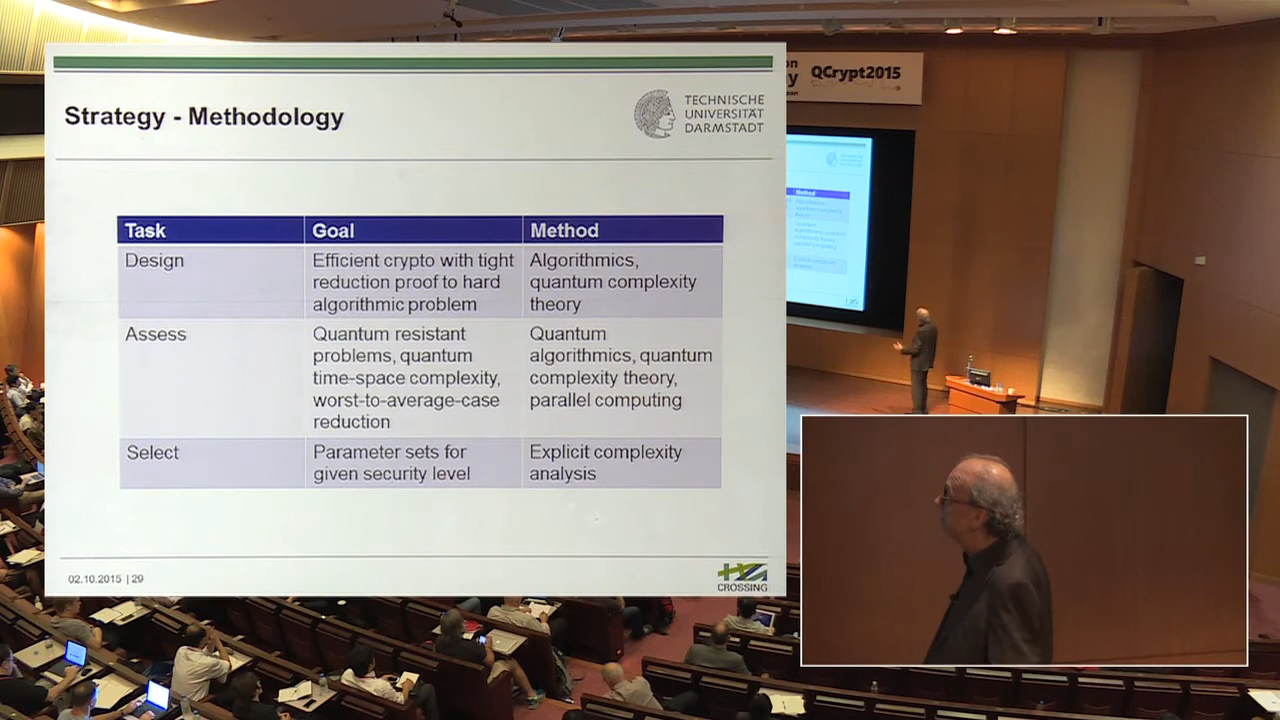 Strategy - Methodology
TECHNISCHE
UNIVERSITÄT
DARMSTADT
Task Goal Method
Design Efficient crypto with tight reduction proof to hard algorithmic problem Algorithmics, quantum complexity theory
Assess Quantum resistant problems, quantum time-space complexity, worst-to-average-case reduction Quantum algorithmics, quantum complexity theory, parallel computing
Select Parameter sets for given security level Explicit complexity analysis
02.10.2015 | 29
CROSSING
on
QCrypt2015
Method